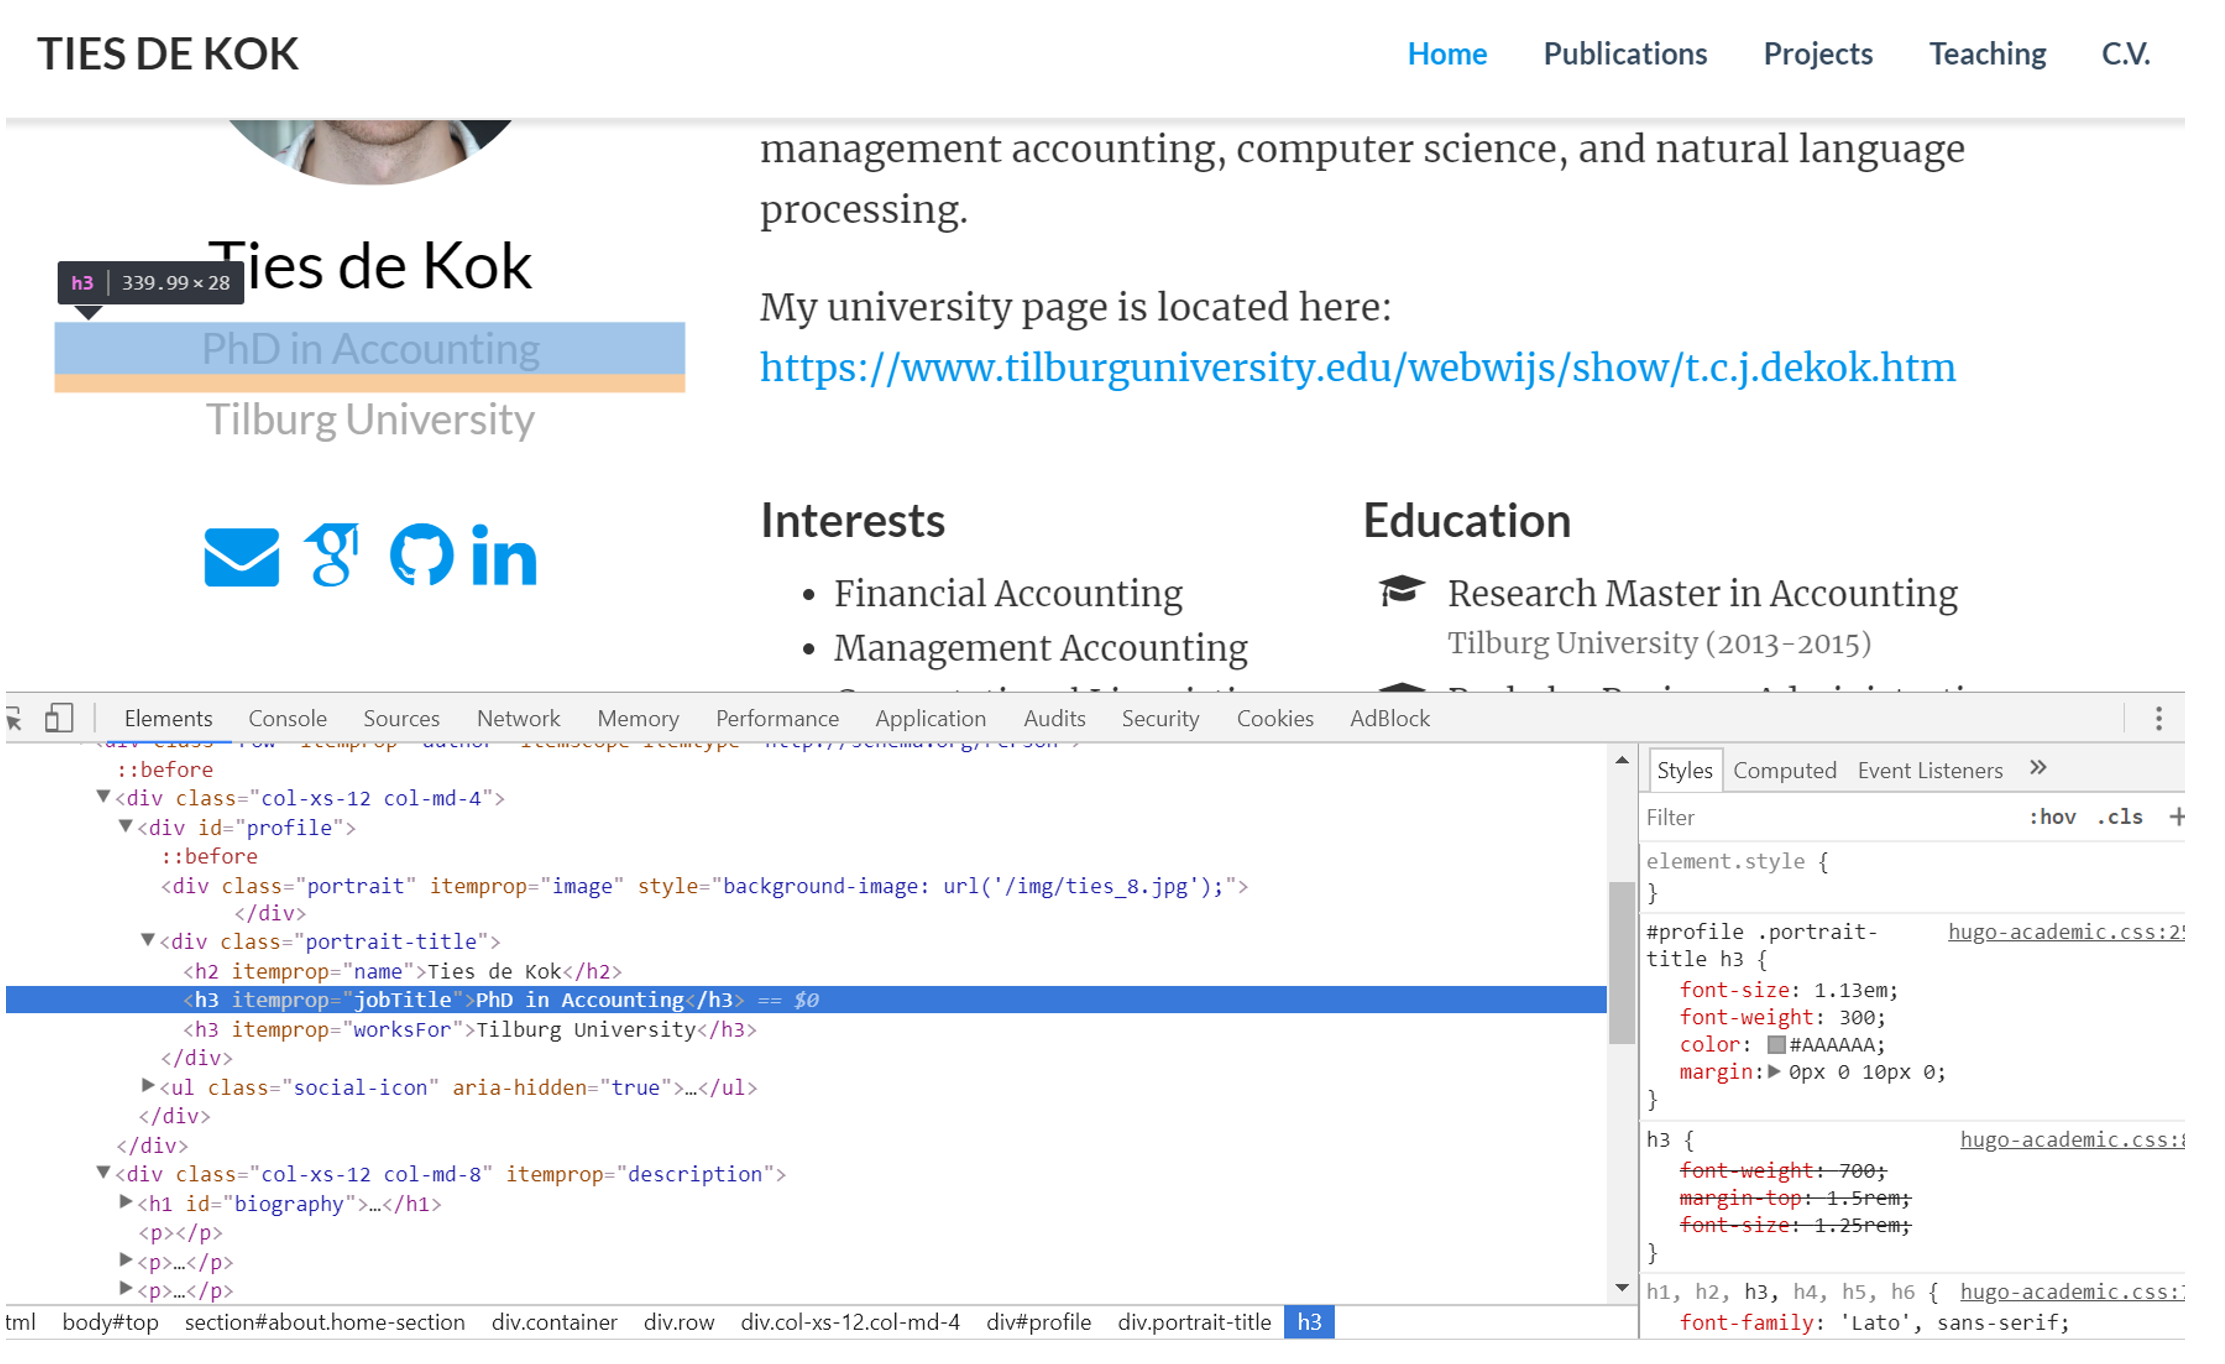 TIES DE KOK
Home Publications Projects Teaching C.V.
management accounting, computer science, and natural language
processing.
Ties de Kok
h3 339.99 × 28
PhD in Accounting
Tilburg University
My university page is located here:
https://www.tilburguniversity.edu/webwijs/show/t.c.j.dekok.htm
Interests
• Financial Accounting
• Management Accounting
Education
Research Master in Accounting
Tilburg University (2013-2015)
Elements Console Sources Network Memory Performance Application Audits Security Cookies AdBlock
::before
▼<div class="col-xs-12 col-md-4">
▼<div id="profile">
::before
<div class="portrait" itemprop="image" style="background-image: url('/img/ties_8.jpg');">
</div>
▼<div class="portrait-title">
<h2 itemprop="name">Ties de Kok</h2>
<h3 itemprop="jobTitle">PhD in Accounting</h3> == $0
<h3 itemprop="worksFor">Tilburg University</h3>
</div>
▶<ul class="social-icon" aria-hidden="true">…</ul>
</div>
</div>
▼<div class="col-xs-12 col-md-8" itemprop="description">
▶<h1 id="biography">…</h1>
<p></p>
▶<p>…</p>
▶<p>…</p>
tml body#top section#about.home-section div.container div.row div.col-xs-12.col-md-4 div#profile div.portrait-title h3
Styles Computed Event Listeners »
Filter :hov .cls +
element.style {
}
#profile .portrait- hugo-academic.css:25
title h3 {
font-size: 1.13em;
font-weight: 300;
color: #AAAAAA;
margin:▶ 0px 0 10px 0;
}
h3 { hugo-academic.css:8
font-weight: 700;
margin-top: 1.5rem;
font-size: 1.25rem;
}
h1, h2, h3, h4, h5, h6 { hugo-academic.css:7
font-family: 'Lato', sans-serif;